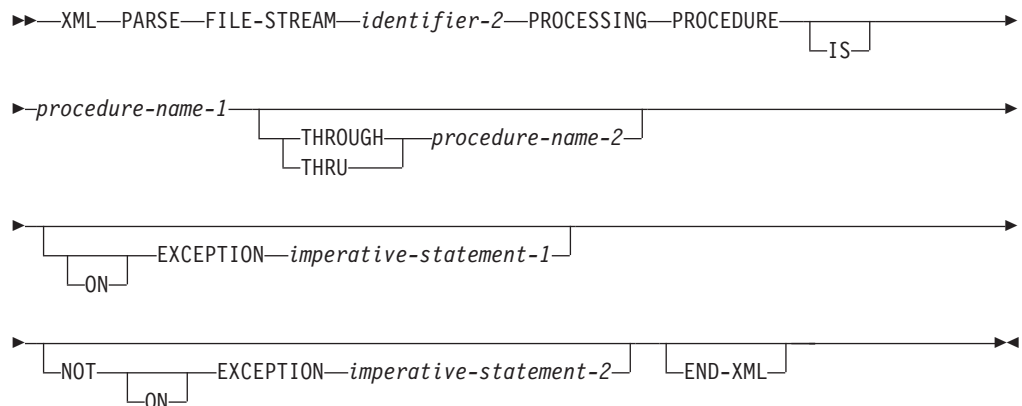 XML PARSE FILE-STREAM identifier-2 PROCESSING PROCEDURE
IS
procedure-name-1
THROUGH procedure-name-2
THRU
EXCEPTION imperative-statement-1
ON
NOT EXCEPTION imperative-statement-2 END-XML
ON